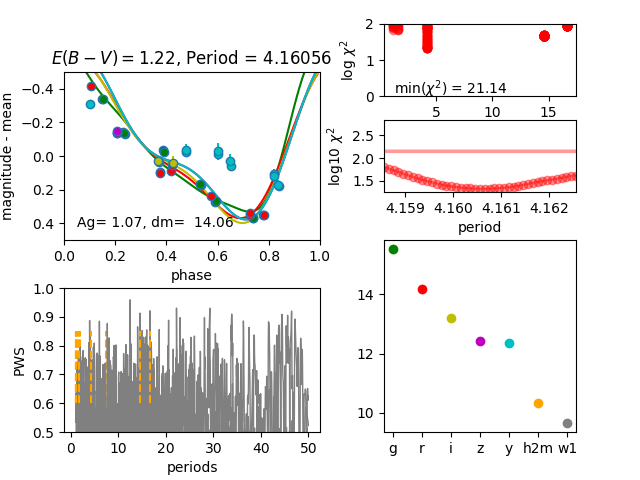 E(B − V) = 1.22, Period = 4.16056
magnitude - mean
−0.4
−0.2
0.0
0.2
0.4
Ag= 1.07, dm=  14.06
0.0 0.2 0.4 0.6 0.8 1.0
phase
log χ²
2
1
0
min(χ²) = 21.14
5 10 15
log10 χ²
2.5
2.0
1.5
4.159 4.160 4.161 4.162
period
PWS
1.0
0.9
0.8
0.7
0.6
0.5
0 10 20 30 40 50
periods
14
12
10
g r i z y h2m w1